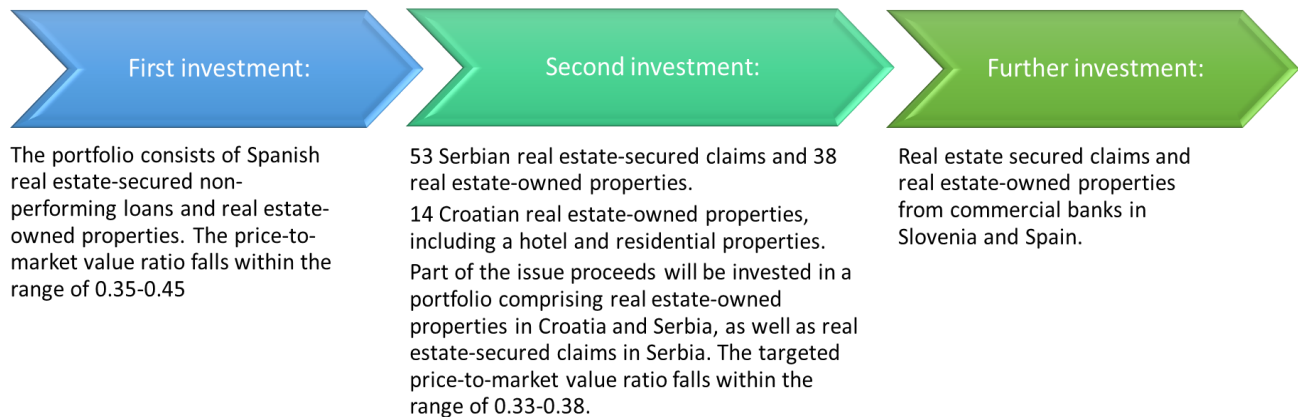 First investment:
The portfolio consists of Spanish
real estate-secured non-
performing loans and real estate-
owned properties. The price-to-
market value ratio falls within the
range of 0.35-0.45
Second investment:
53 Serbian real estate-secured claims and 38
real estate-owned properties.
14 Croatian real estate-owned properties,
including a hotel and residential properties.
Part of the issue proceeds will be invested in a
portfolio comprising real estate-owned
properties in Croatia and Serbia, as well as real
estate-secured claims in Serbia. The targeted
price-to-market value ratio falls within the
range of 0.33-0.38.
Further investment:
Real estate secured claims and
real estate-owned properties
from commercial banks in
Slovenia and Spain.